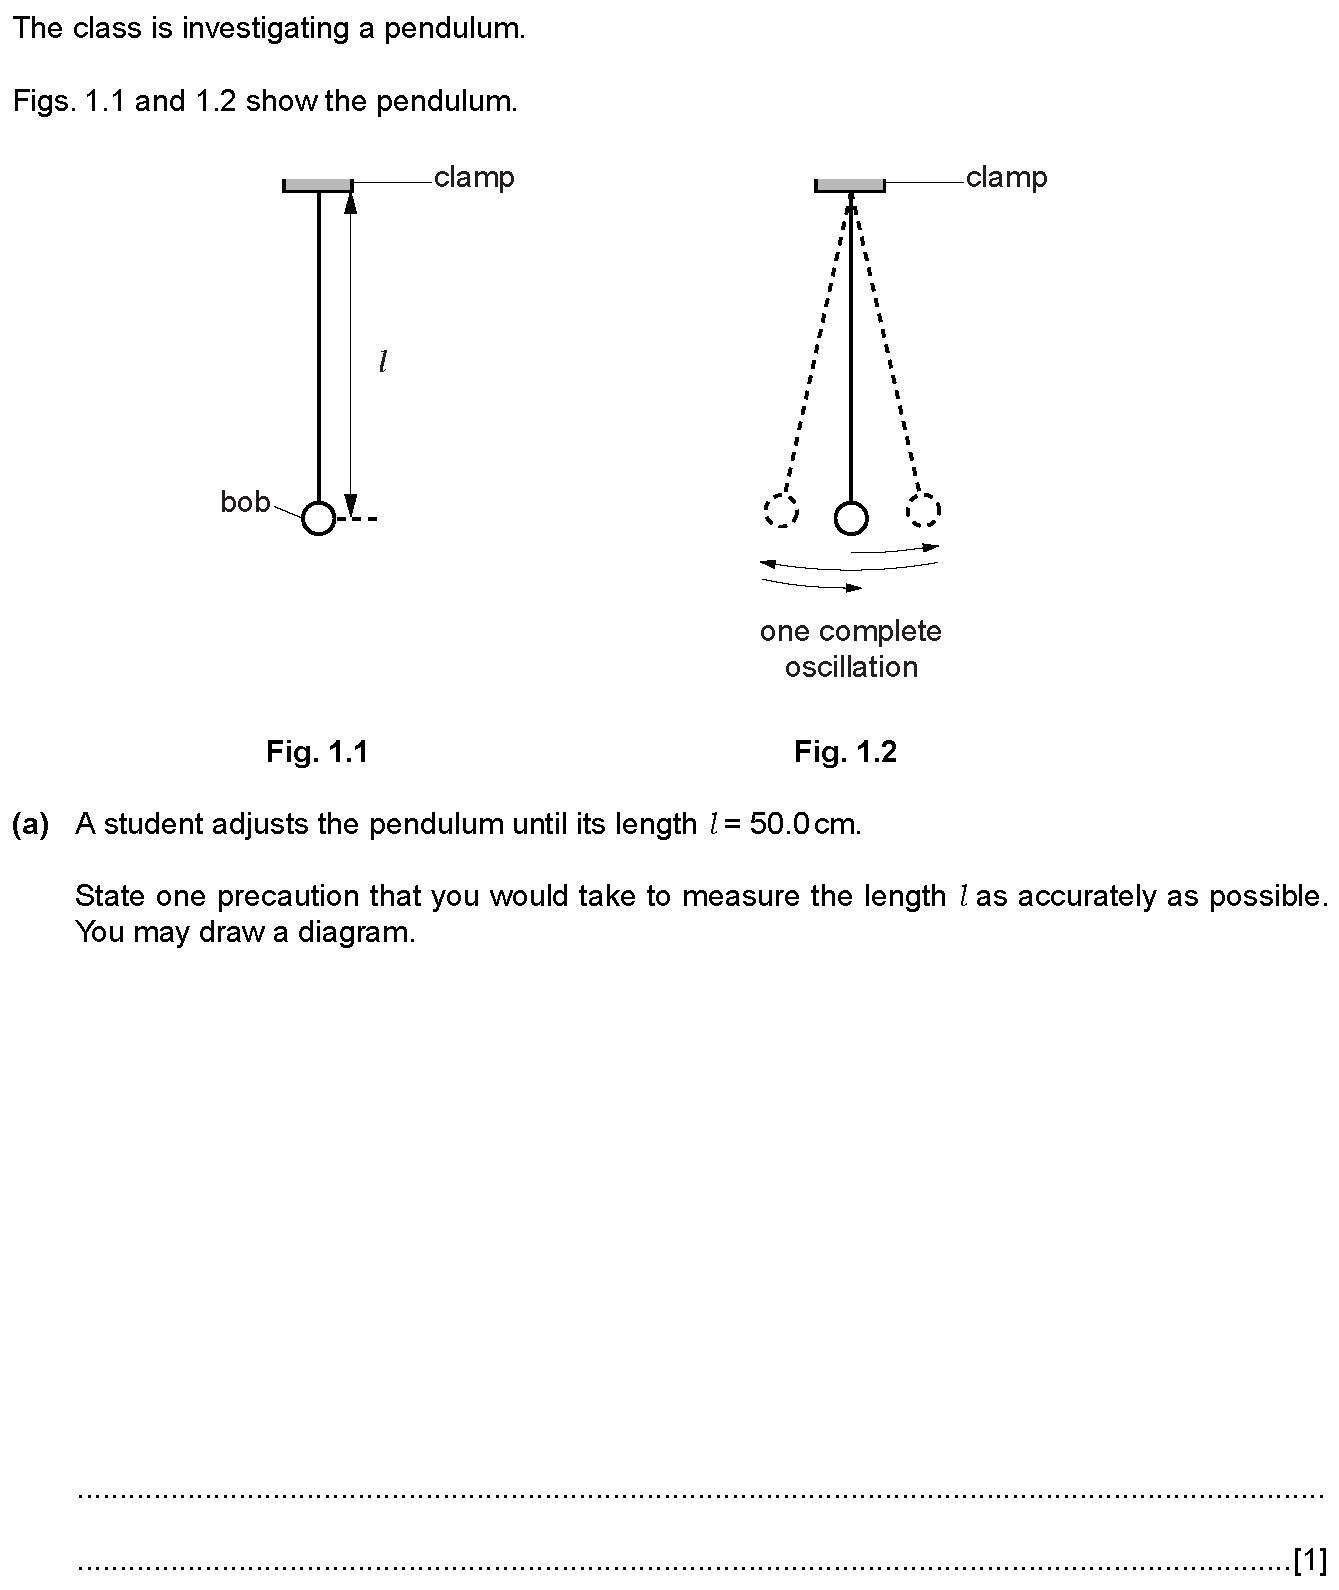 The class is investigating a pendulum.
Figs. 1.1 and 1.2 show the pendulum.
clamp
clamp
l
bob
one complete
oscillation
Fig. 1.1
Fig. 1.2
(a) A student adjusts the pendulum until its length l = 50.0 cm.
State one precaution that you would take to measure the length l as accurately as possible.
You may draw a diagram.
..........................................................................................................................................................
......................................................................................................................................................[1]